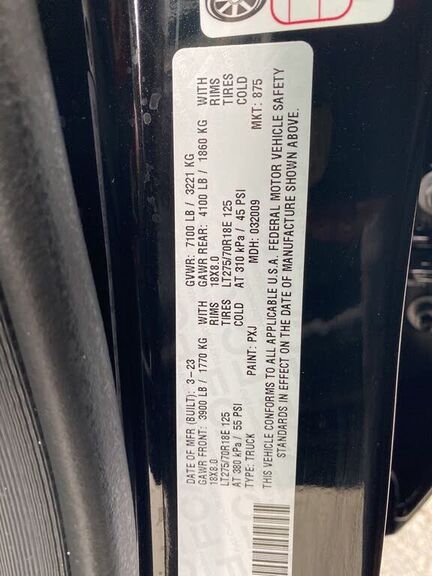 DATE OF MFR (BUILT): 3-23 GVWR: 7100 LB / 3221 KG
GAWR FRONT: 3900 LB / 1770 KG WITH GAWR REAR: 4100 LB / 1860 KG WITH
18X8.0 RIMS 18X8.0 RIMS
LT275/70R18E 125 TIRES LT275/70R18E 125 TIRES
AT 380 kPa / 55 PSI COLD AT 310 kPa / 45 PSI COLD
TYPE: TRUCK PAINT: PXJ MDH: 032009 MKT: 875
THIS VEHICLE CONFORMS TO ALL APPLICABLE U.S.A. FEDERAL MOTOR VEHICLE SAFETY
STANDARDS IN EFFECT ON THE DATE OF MANUFACTURE SHOWN ABOVE.